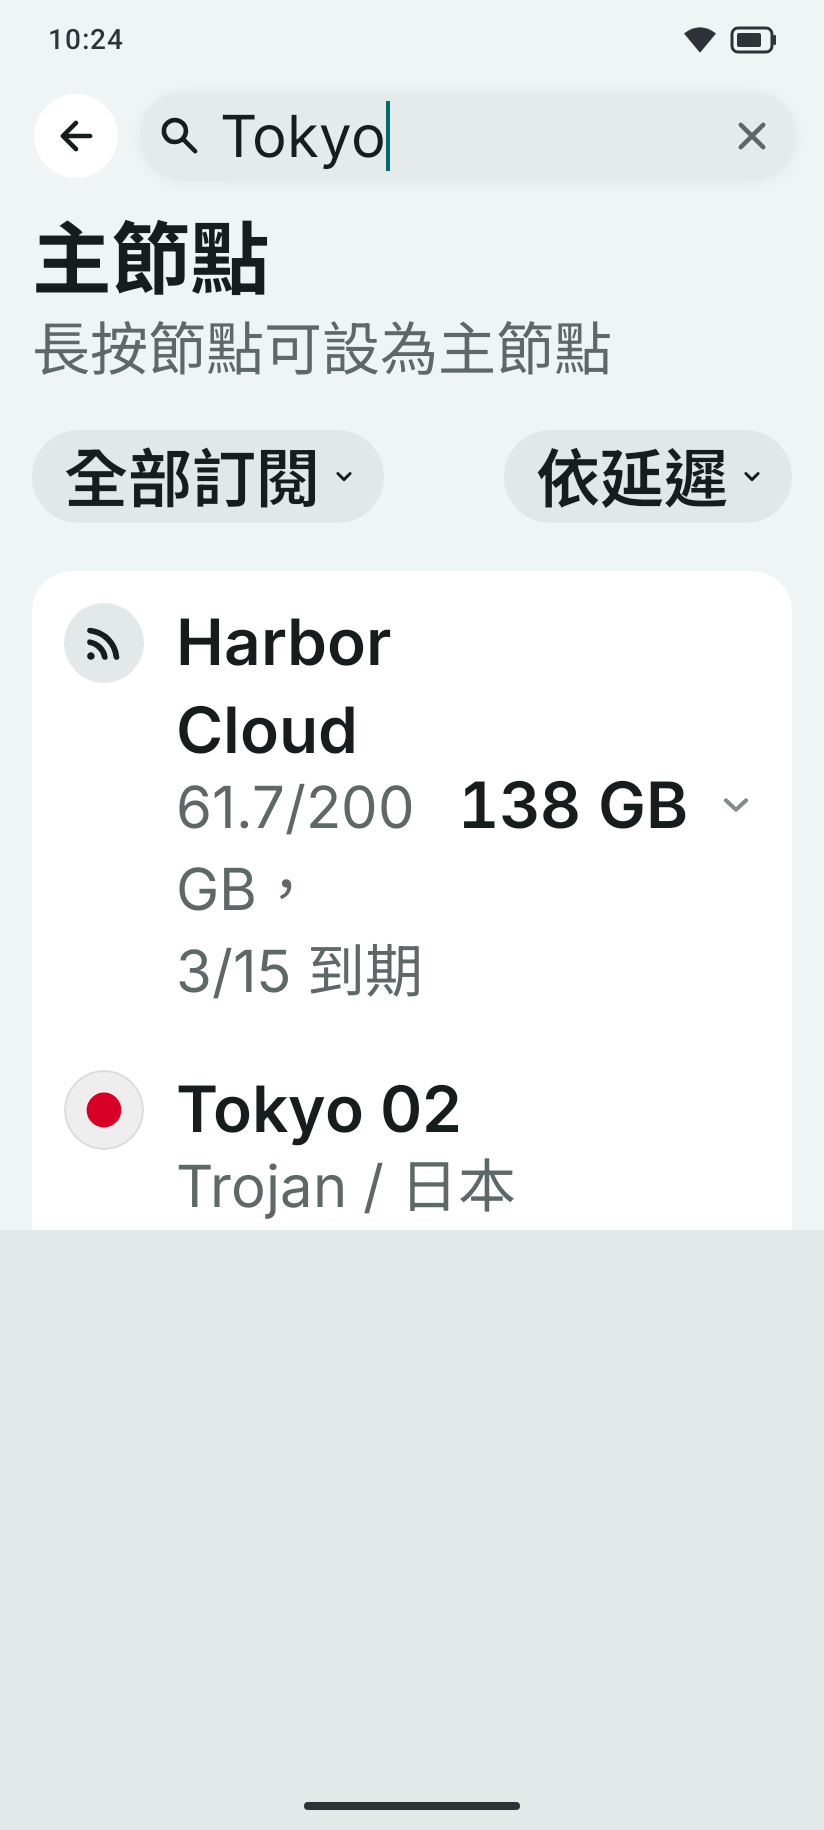 10:24
Tokyo
主節點
長按節點可設為主節點
全部訂閱
依延遲
Harbor
Cloud
61.7/200
GB，
3/15 到期
138 GB
Tokyo 02
Trojan / 日本